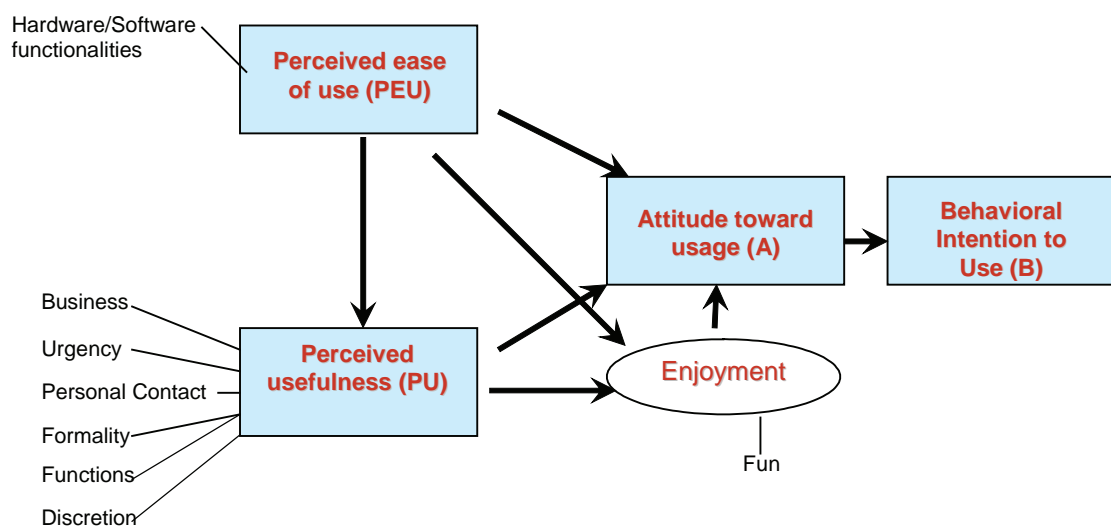 Hardware/Software
functionalities
Perceived ease
of use (PEU)
Attitude toward
usage (A)
Behavioral
Intention to
Use (B)
Business
Urgency
Personal Contact
Formality
Functions
Discretion
Perceived
usefulness (PU)
Enjoyment
Fun